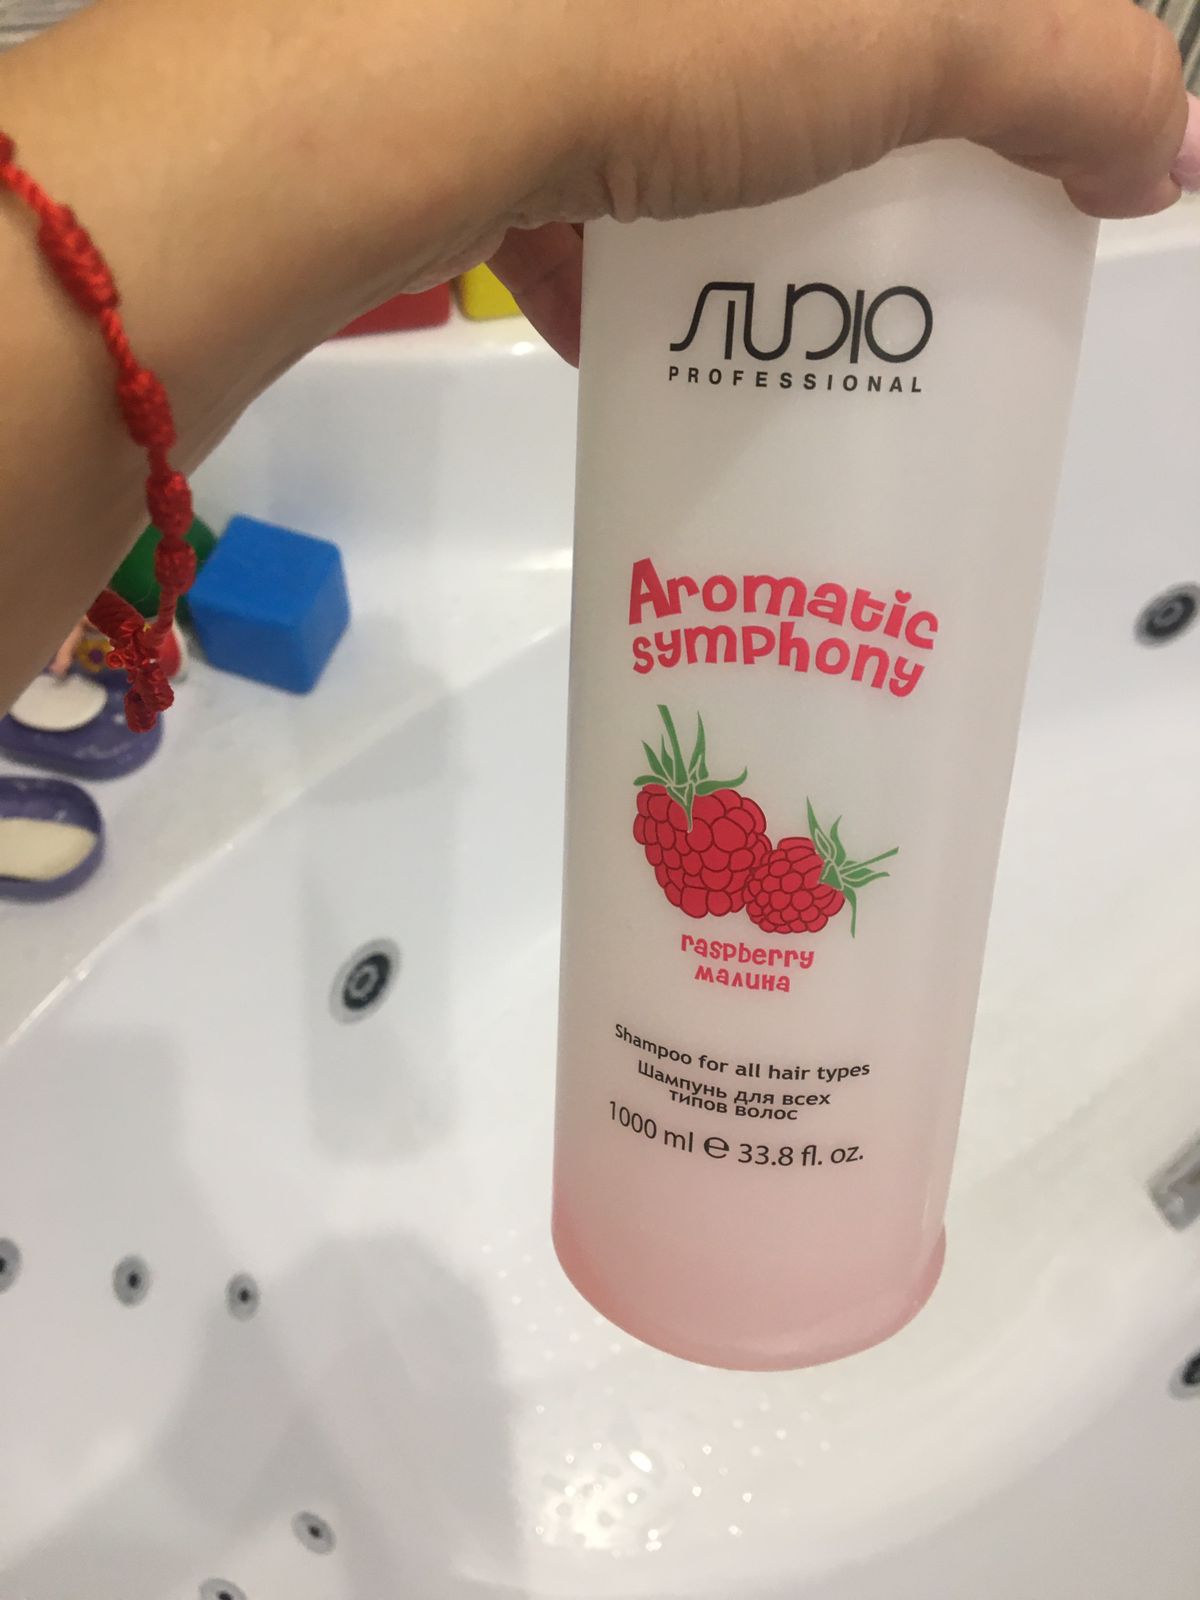 STUDIO
PROFESSIONAL
Aromatic
symphony
raspberry
малина
Shampoo for all hair types
Шампунь для всех
типов волос
1000 ml ℮ 33.8 fl. oz.